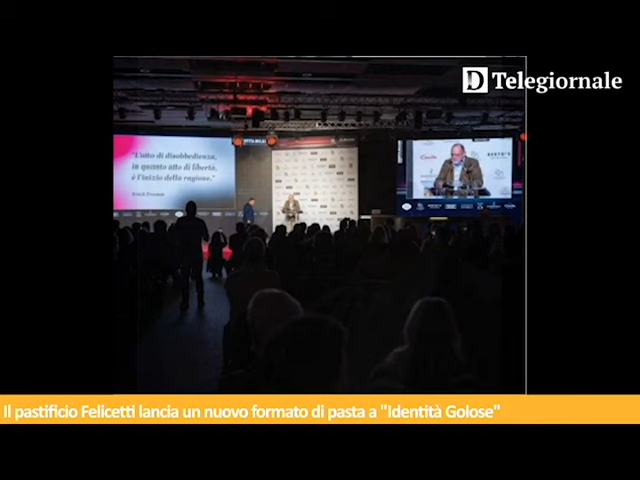 D Telegiornale
"L'atto di disobbedienza,
in quanto atto di libertà,
è l'inizio della ragione."
Erich Fromm
BERTO'S
Il pastificio Felicetti lancia un nuovo formato di pasta a "Identità Golose"